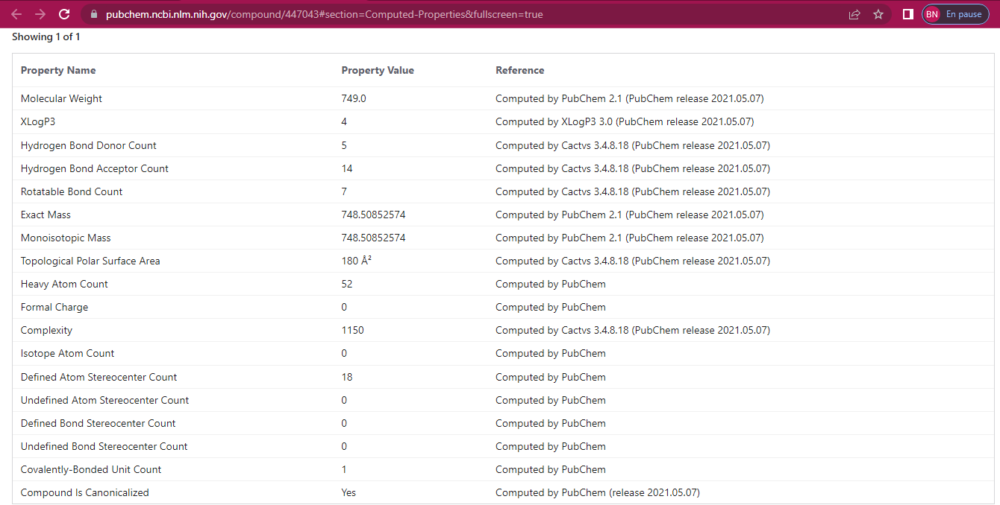 pubchem.ncbi.nlm.nih.gov/compound/447043#section=Computed-Properties&fullscreen=true BN En pause
Showing 1 of 1
Property Name Property Value Reference
Molecular Weight 749.0 Computed by PubChem 2.1 (PubChem release 2021.05.07)
XLogP3 4 Computed by XLogP3 3.0 (PubChem release 2021.05.07)
Hydrogen Bond Donor Count 5 Computed by Cactvs 3.4.8.18 (PubChem release 2021.05.07)
Hydrogen Bond Acceptor Count 14 Computed by Cactvs 3.4.8.18 (PubChem release 2021.05.07)
Rotatable Bond Count 7 Computed by Cactvs 3.4.8.18 (PubChem release 2021.05.07)
Exact Mass 748.50852574 Computed by PubChem 2.1 (PubChem release 2021.05.07)
Monoisotopic Mass 748.50852574 Computed by PubChem 2.1 (PubChem release 2021.05.07)
Topological Polar Surface Area 180 Å² Computed by Cactvs 3.4.8.18 (PubChem release 2021.05.07)
Heavy Atom Count 52 Computed by PubChem
Formal Charge 0 Computed by PubChem
Complexity 1150 Computed by Cactvs 3.4.8.18 (PubChem release 2021.05.07)
Isotope Atom Count 0 Computed by PubChem
Defined Atom Stereocenter Count 18 Computed by PubChem
Undefined Atom Stereocenter Count 0 Computed by PubChem
Defined Bond Stereocenter Count 0 Computed by PubChem
Undefined Bond Stereocenter Count 0 Computed by PubChem
Covalently-Bonded Unit Count 1 Computed by PubChem
Compound Is Canonicalized Yes Computed by PubChem (release 2021.05.07)